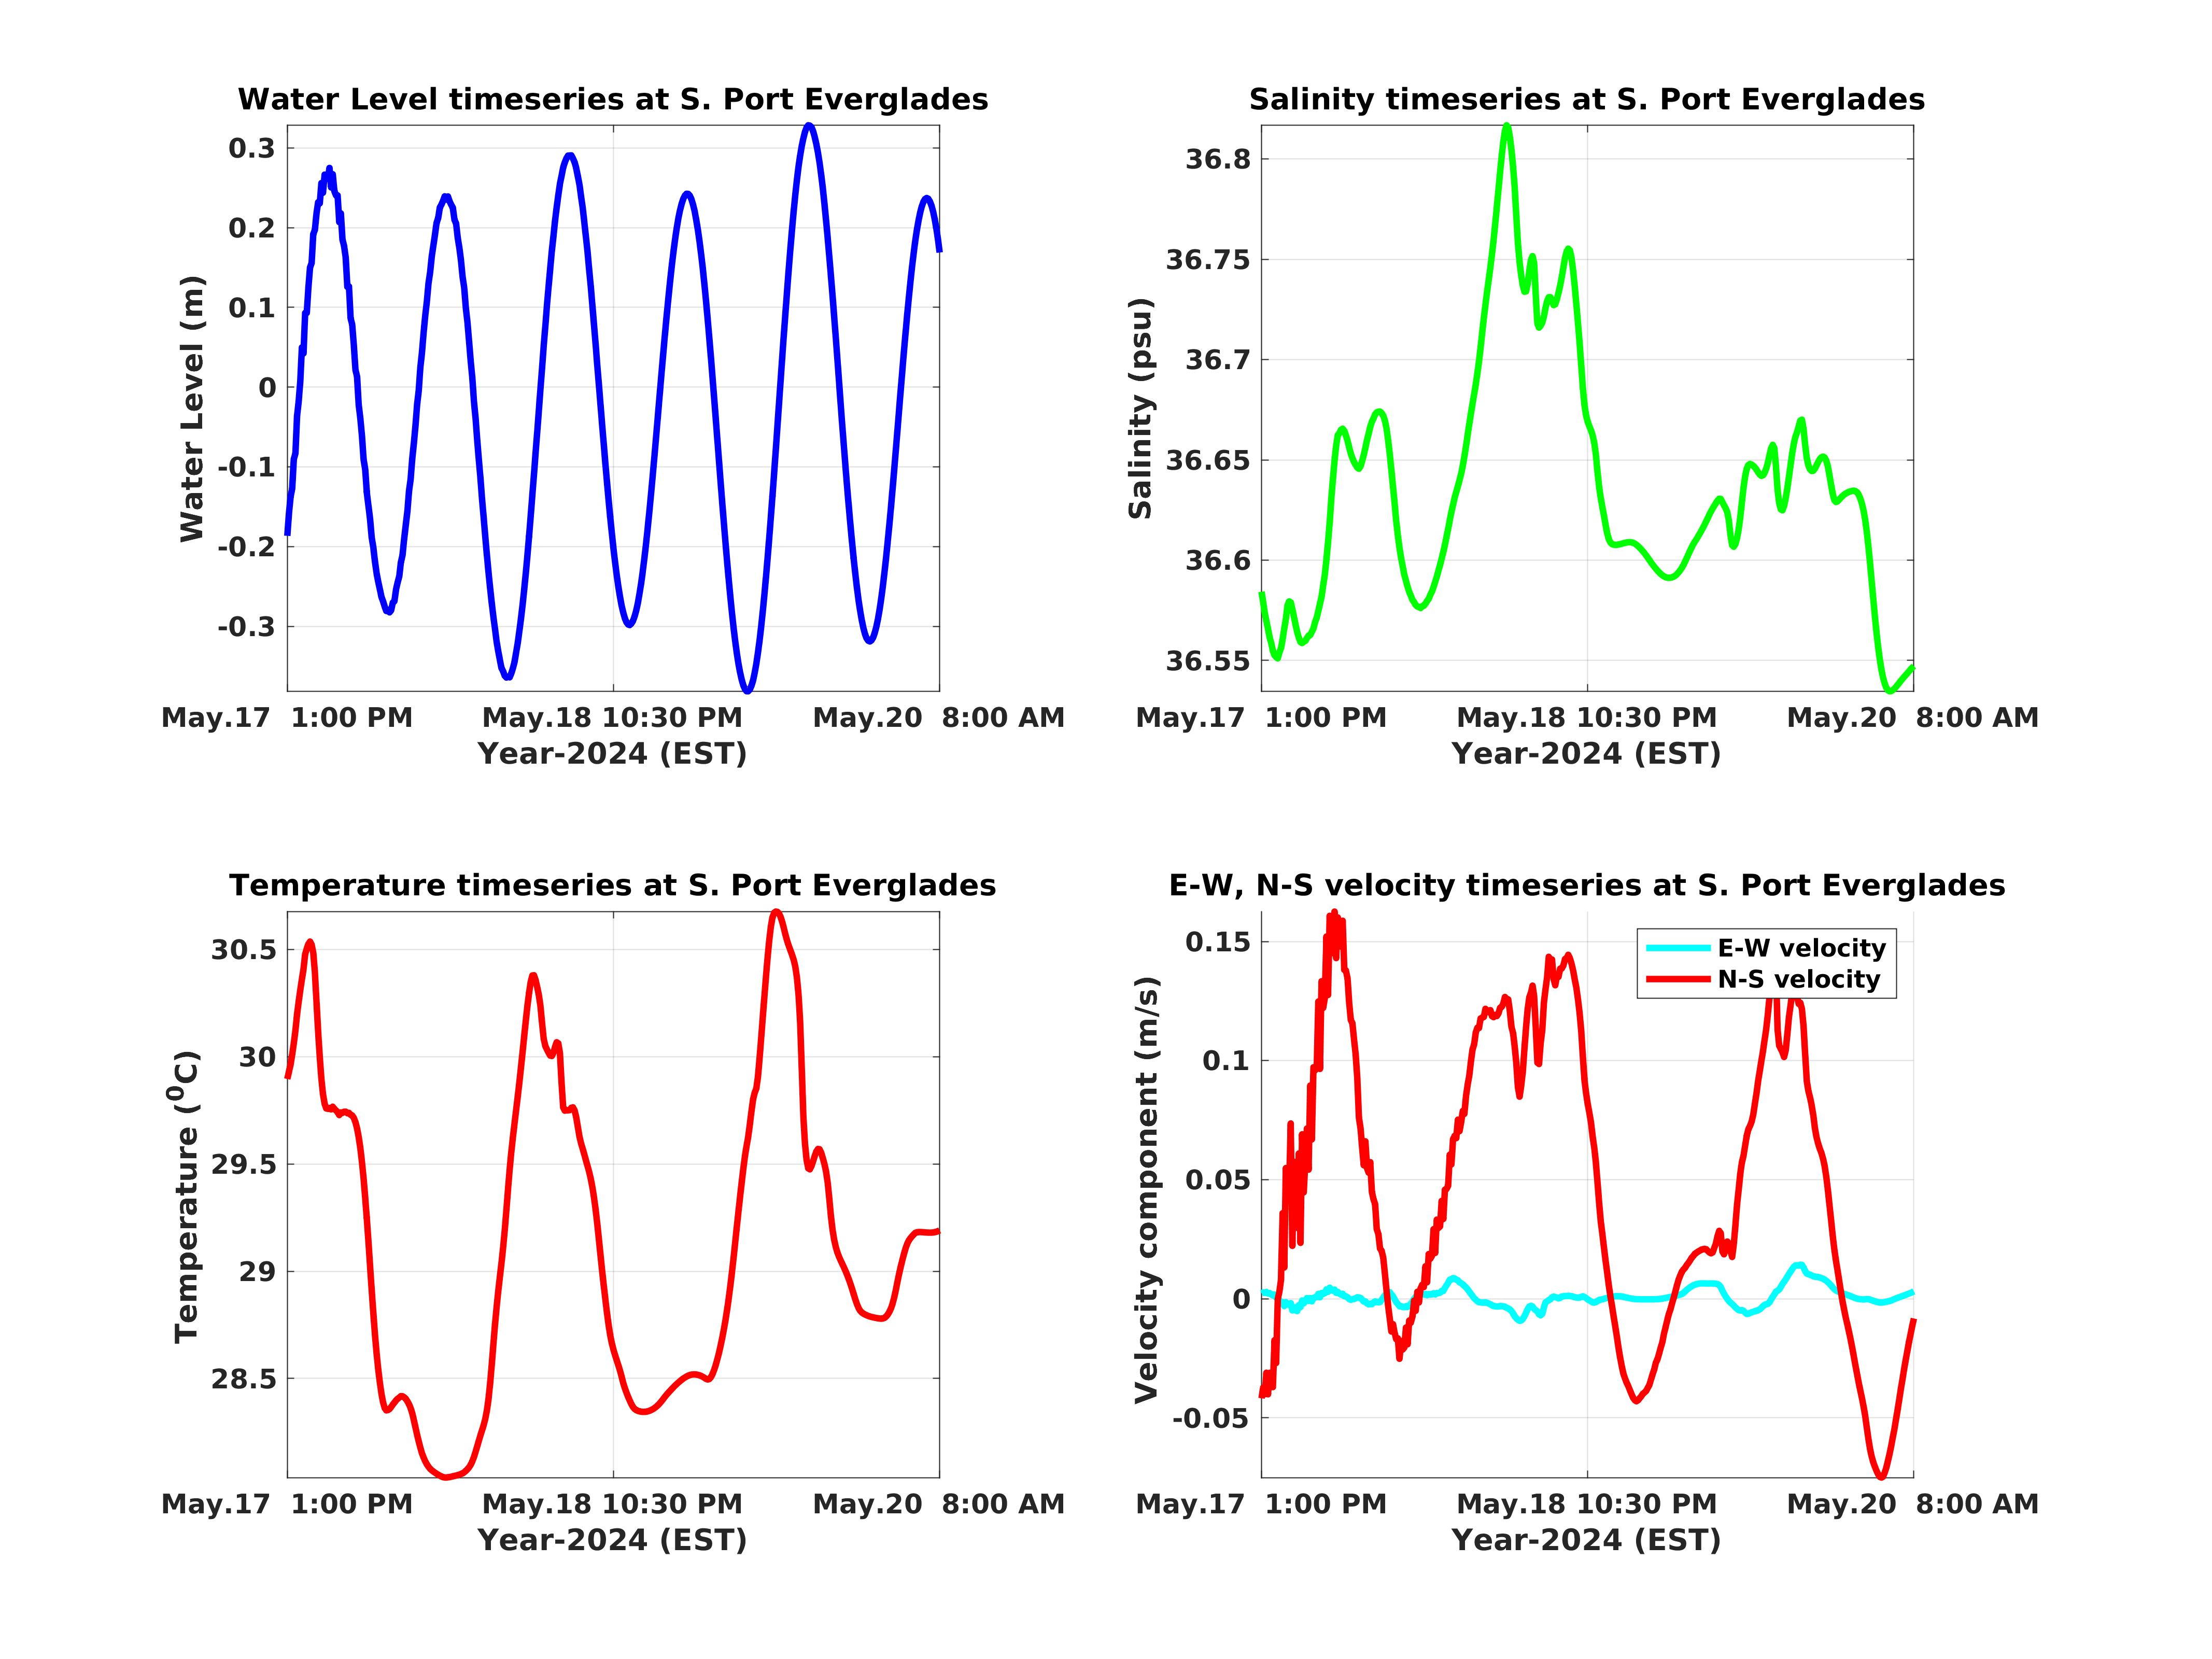 Water Level timeseries at S. Port Everglades
0.3
0.2
0.1
0
-0.1
-0.2
-0.3
Water Level (m)
May.17 1:00 PM
May.18 10:30 PM
May.20 8:00 AM
Year-2024 (EST)
Salinity timeseries at S. Port Everglades
36.8
36.75
36.7
36.65
36.6
36.55
Salinity (psu)
May.17 1:00 PM
May.18 10:30 PM
May.20 8:00 AM
Year-2024 (EST)
Temperature timeseries at S. Port Everglades
30.5
30
29.5
29
28.5
Temperature (⁰C)
May.17 1:00 PM
May.18 10:30 PM
May.20 8:00 AM
Year-2024 (EST)
E-W, N-S velocity timeseries at S. Port Everglades
0.15
0.1
0.05
0
-0.05
Velocity component (m/s)
E-W velocity
N-S velocity
May.17 1:00 PM
May.18 10:30 PM
May.20 8:00 AM
Year-2024 (EST)